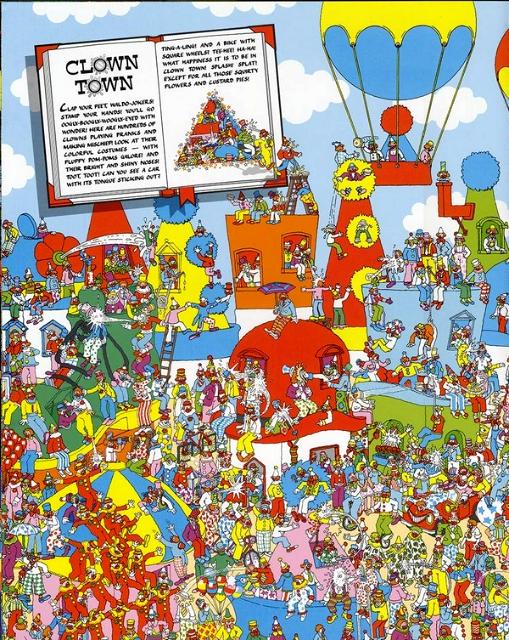 CLOWN
TOWN
CLAP YOUR FEET, WALDO-JOKERS!
STAMP YOUR HANDS! YOU'LL GO
OOGLY-BOOGLY-WOOGLY-EYED WITH
WONDER! HERE ARE HUNDREDS OF
CLOWNS PLAYING PRANKS AND
MAKING MISCHIEF! LOOK AT THEIR
COLORFUL COSTUMES — WITH
FLUFFY POM-POMS GALORE! AND
THEIR BRIGHT AND SHINY NOSES!
TOOT, TOOT! CAN YOU SEE A CAR
WITH ITS TONGUE STICKING OUT?
TING-A-LING! AND A BIKE WITH
SQUARE WHEELS? TEE-HEE! HA-HA!
WHAT HAPPINESS IT IS TO BE IN
CLOWN TOWN! SPLASH! SPLAT!
EXCEPT FOR ALL THOSE SQUIRTY
FLOWERS AND CUSTARD PIES!